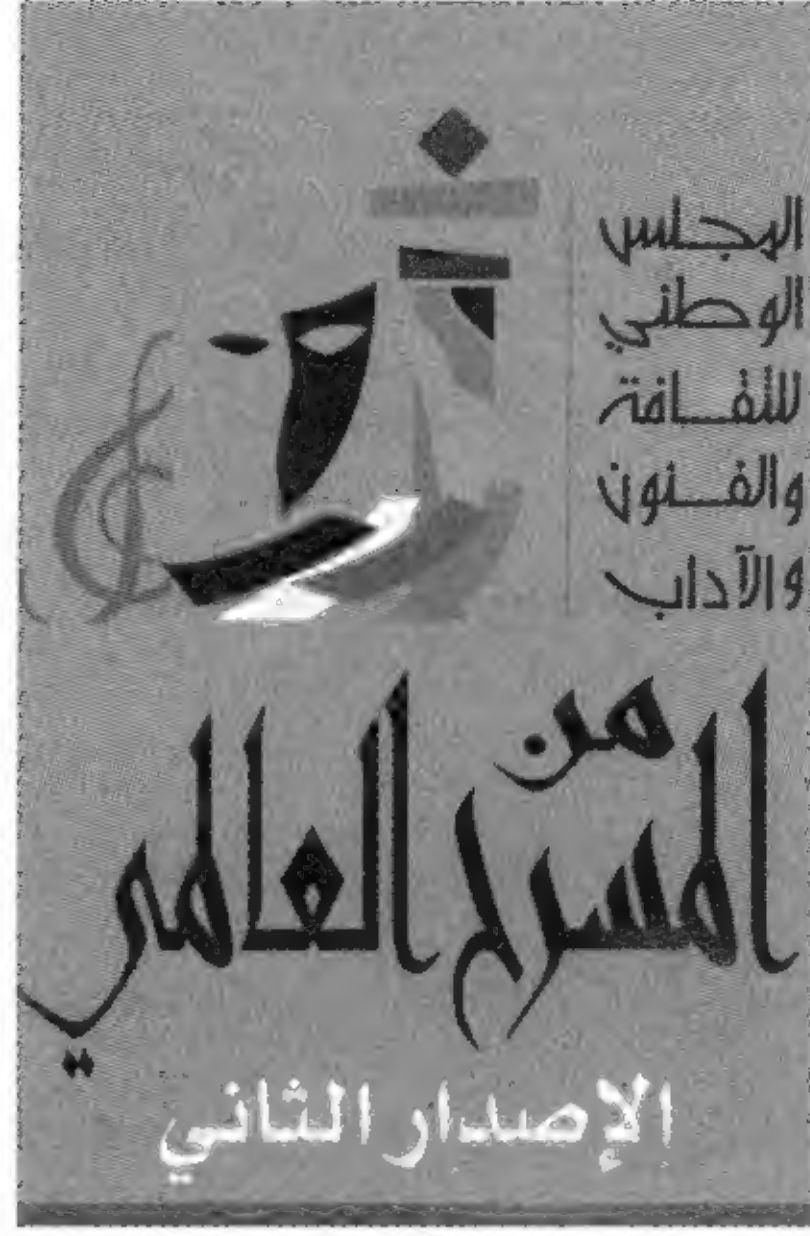 المجلس
الوطني
للثقافة
والفنون
والآداب
من
المسرح العالمي
الإصدار الثاني